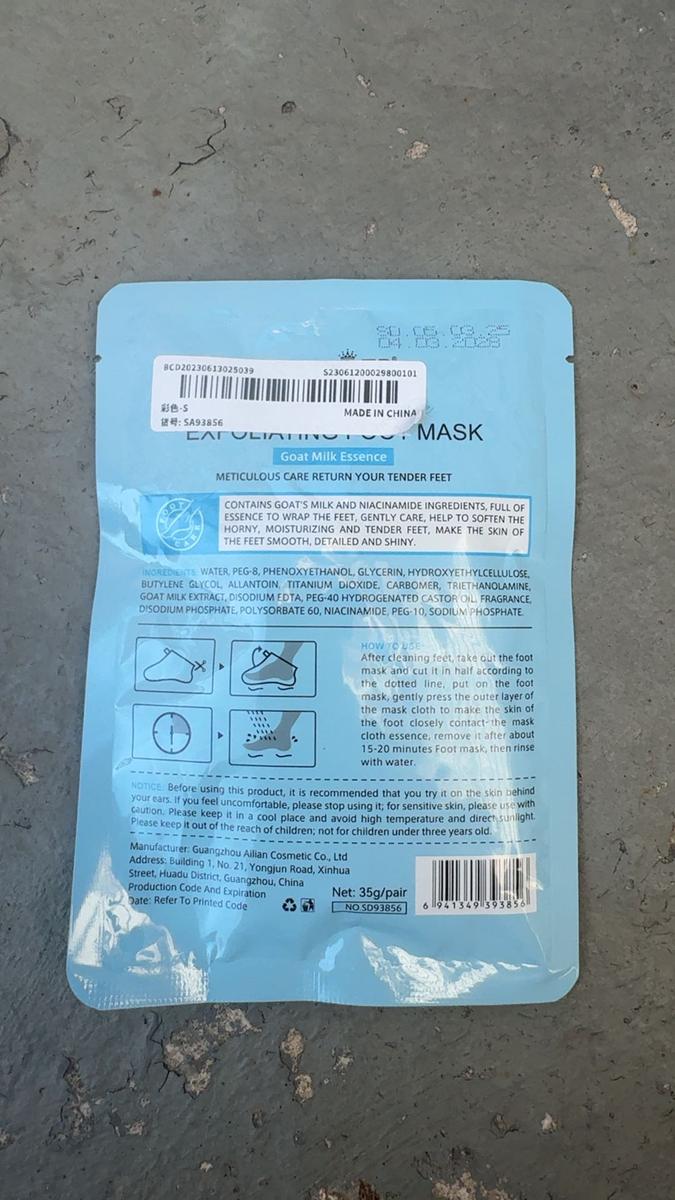 04.03.2028
BCD20230613025039 S23061200029800101
彩色-S MADE IN CHINA
货号: SA93856
EXFOLIATING FOOT MASK
Goat Milk Essence
METICULOUS CARE RETURN YOUR TENDER FEET
FOOT CARE
CONTAINS GOAT'S MILK AND NIACINAMIDE INGREDIENTS, FULL OF
ESSENCE TO WRAP THE FEET, GENTLY CARE, HELP TO SOFTEN THE
HORNY, MOISTURIZING AND TENDER FEET, MAKE THE SKIN OF
THE FEET SMOOTH, DETAILED AND SHINY.
INGREDIENTS: WATER, PEG-8, PHENOXYETHANOL, GLYCERIN, HYDROXYETHYLCELLULOSE,
BUTYLENE GLYCOL, ALLANTOIN, TITANIUM DIOXIDE, CARBOMER, TRIETHANOLAMINE,
GOAT MILK EXTRACT, DISODIUM EDTA, PEG-40 HYDROGENATED CASTOR OIL, FRAGRANCE,
DISODIUM PHOSPHATE, POLYSORBATE 60, NIACINAMIDE, PEG-10, SODIUM PHOSPHATE.
HOW TO USE:
After cleaning feet, take out the foot
mask and cut it in half according to
the dotted line, put on the foot
mask, gently press the outer layer of
the mask cloth to make the skin of
the foot closely contact the mask
cloth essence, remove it after about
15-20 minutes Foot mask, then rinse
with water.
NOTICE: Before using this product, it is recommended that you try it on the skin behind
your ears. If you feel uncomfortable, please stop using it; for sensitive skin, please use with
caution. Please keep it in a cool place and avoid high temperature and direct sunlight.
Please keep it out of the reach of children; not for children under three years old.
Manufacturer: Guangzhou Ailian Cosmetic Co., Ltd
Address: Building 1, No. 21, Yongjun Road, Xinhua
Street, Huadu District, Guangzhou, China
Production Code And Expiration
Date: Refer To Printed Code
Net: 35g/pair
NO.SD93856
6 941349 393856